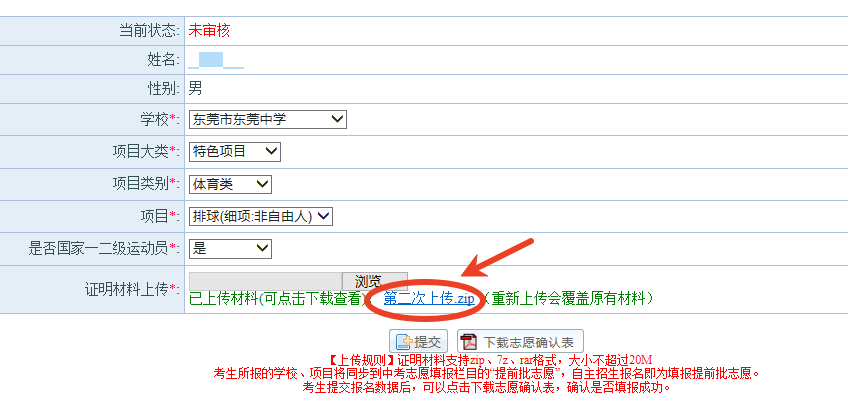 当前状态: 未审核
姓名:
性别: 男
学校*: 东莞市东莞中学
项目大类*: 特色项目
项目类别*: 体育类
项目*: 排球(细项:非自由人)
是否国家一二级运动员*: 是
证明材料上传*: 浏览...
已上传材料(可点击下载查看): 第二次上传.zip (重新上传会覆盖原有材料)
提交 下载志愿确认表
【上传规则】证明材料支持zip、7z、rar格式，大小不超过20M
考生所报的学校、项目将同步到中考志愿填报栏目的“提前批志愿”，自主招生报名即为填报提前批志愿。
考生提交报名数据后，可以点击下载志愿确认表，确认是否填报成功。